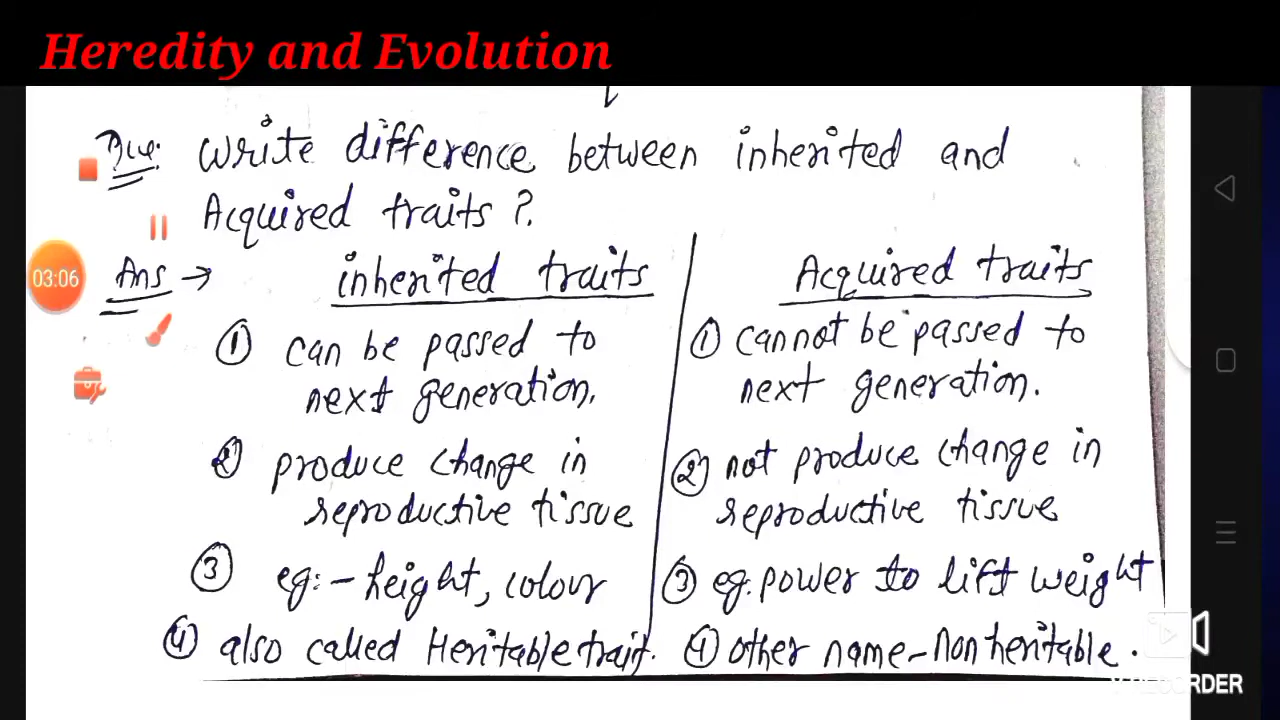 Heredity and Evolution
Que: Write difference between inherited and
Acquired traits?.
Ans → inherited traits
① can be passed to
next generation.
② produce change in
reproductive tissue
③ eg:- height, colour
④ also called Heritable trait.
Acquired traits
① cannot be passed to
next generation.
② not produce change in
reproductive tissue
③ eg. power to lift weight
④ other name - Nonheritable.
03:06